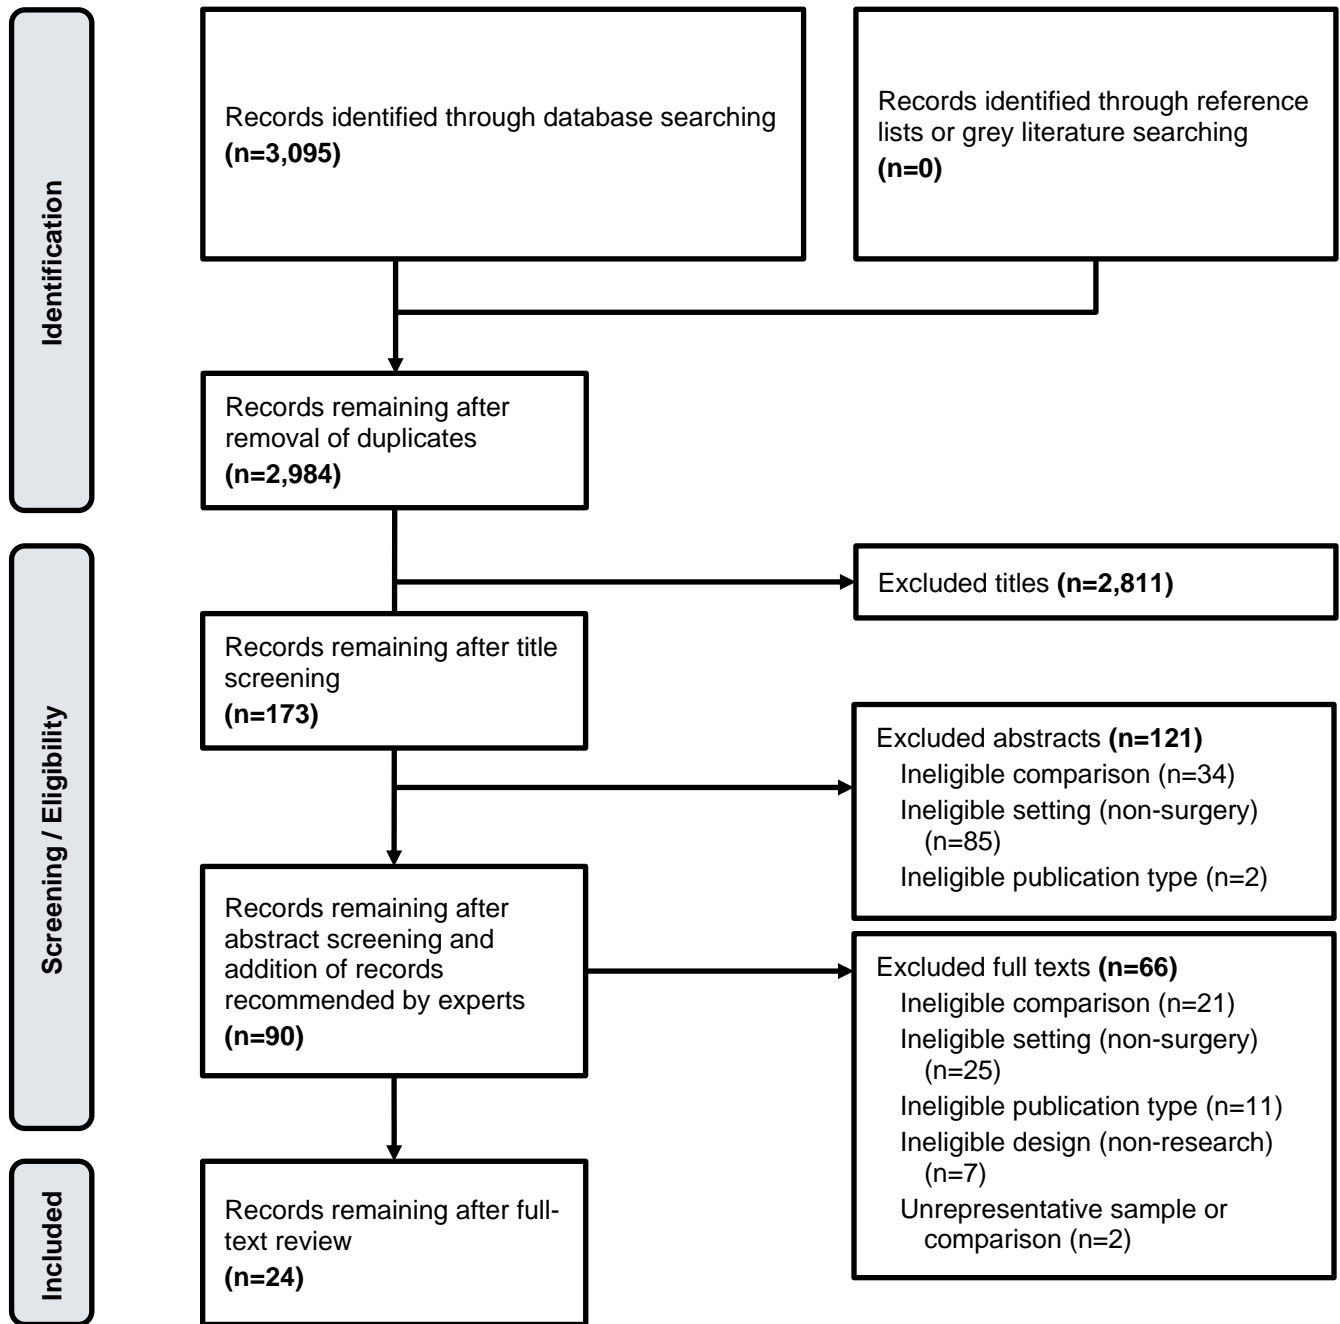 Identification
Records identified through database searching
(n=3,095)
Records identified through reference
lists or grey literature searching
(n=0)
Records remaining after
removal of duplicates
(n=2,984)
Screening / Eligibility
Excluded titles (n=2,811)
Records remaining after title
screening
(n=173)
Excluded abstracts (n=121)
Ineligible comparison (n=34)
Ineligible setting (non-surgery)
(n=85)
Ineligible publication type (n=2)
Records remaining after
abstract screening and
addition of records
recommended by experts
(n=90)
Excluded full texts (n=66)
Ineligible comparison (n=21)
Ineligible setting (non-surgery)
(n=25)
Ineligible publication type (n=11)
Ineligible design (non-research)
(n=7)
Unrepresentative sample or
comparison (n=2)
Included
Records remaining after full-
text review
(n=24)